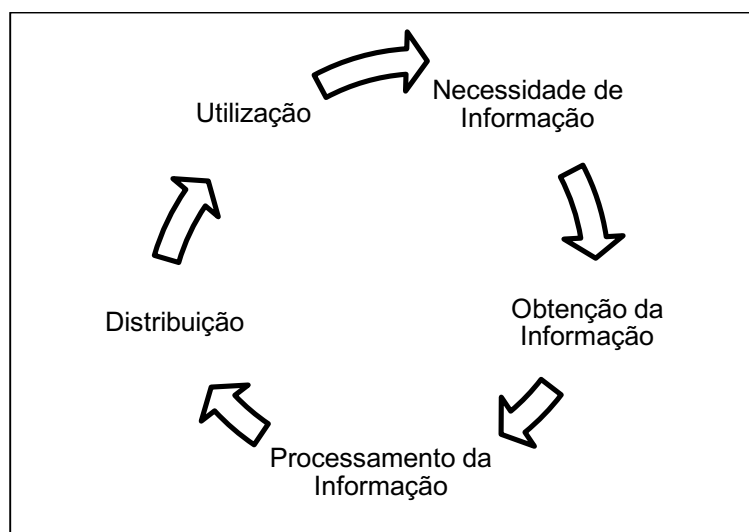 Necessidade de
Informação
Obtenção da
Informação
Processamento da
Informação
Distribuição
Utilização